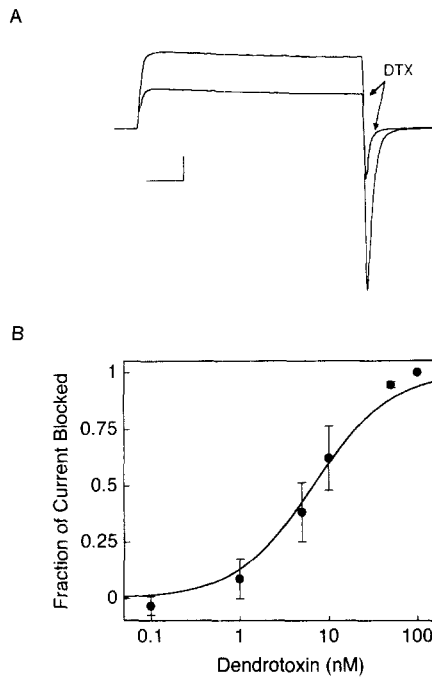 A
DTX
B
Fraction of Current Blocked
1
0.75
0.5
0.25
0
0.1
1
10
100
Dendrotoxin (nM)